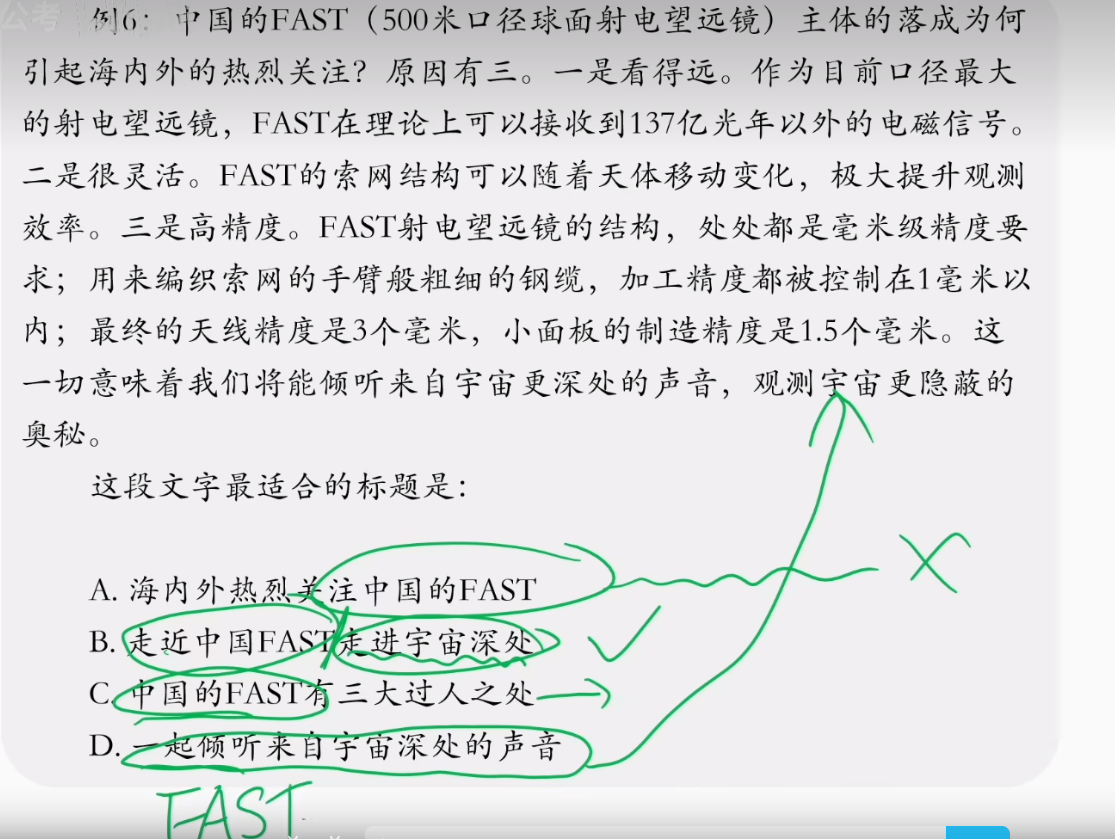 公考
例6：中国的FAST（500米口径球面射电望远镜）主体的落成为何
引起海内外的热烈关注？原因有三。一是看得远。作为目前口径最大
的射电望远镜，FAST在理论上可以接收到137亿光年以外的电磁信号。
二是很灵活。FAST的索网结构可以随着天体移动变化，极大提升观测
效率。三是高精度。FAST射电望远镜的结构，处处都是毫米级精度要
求；用来编织索网的手臂般粗细的钢缆，加工精度都被控制在1毫米以
内；最终的天线精度是3个毫米，小面板的制造精度是1.5个毫米。这
一切意味着我们将能倾听来自宇宙更深处的声音，观测宇宙更隐蔽的
奥秘。
这段文字最适合的标题是：
A. 海内外热烈关注中国的FAST
B. 走近中国FAST走进宇宙深处
C. 中国的FAST有三大过人之处
D. 一起倾听来自宇宙深处的声音
FAST